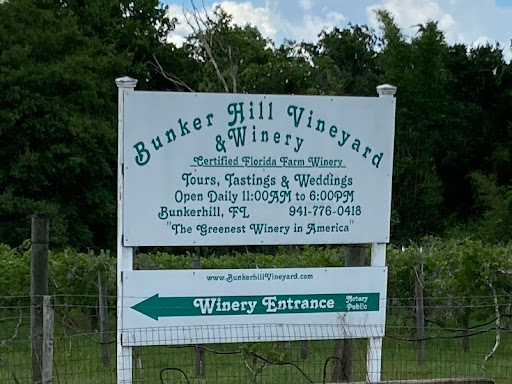 Bunker Hill Vineyard
& Winery
Certified Florida Farm Winery
Tours, Tastings & Weddings
Open Daily 11:00AM to 6:00PM
Bunkerhill, FL 941-776-0418
"The Greenest Winery in America"
www.BunkerhillVineyard.com
Winery Entrance Notary Public